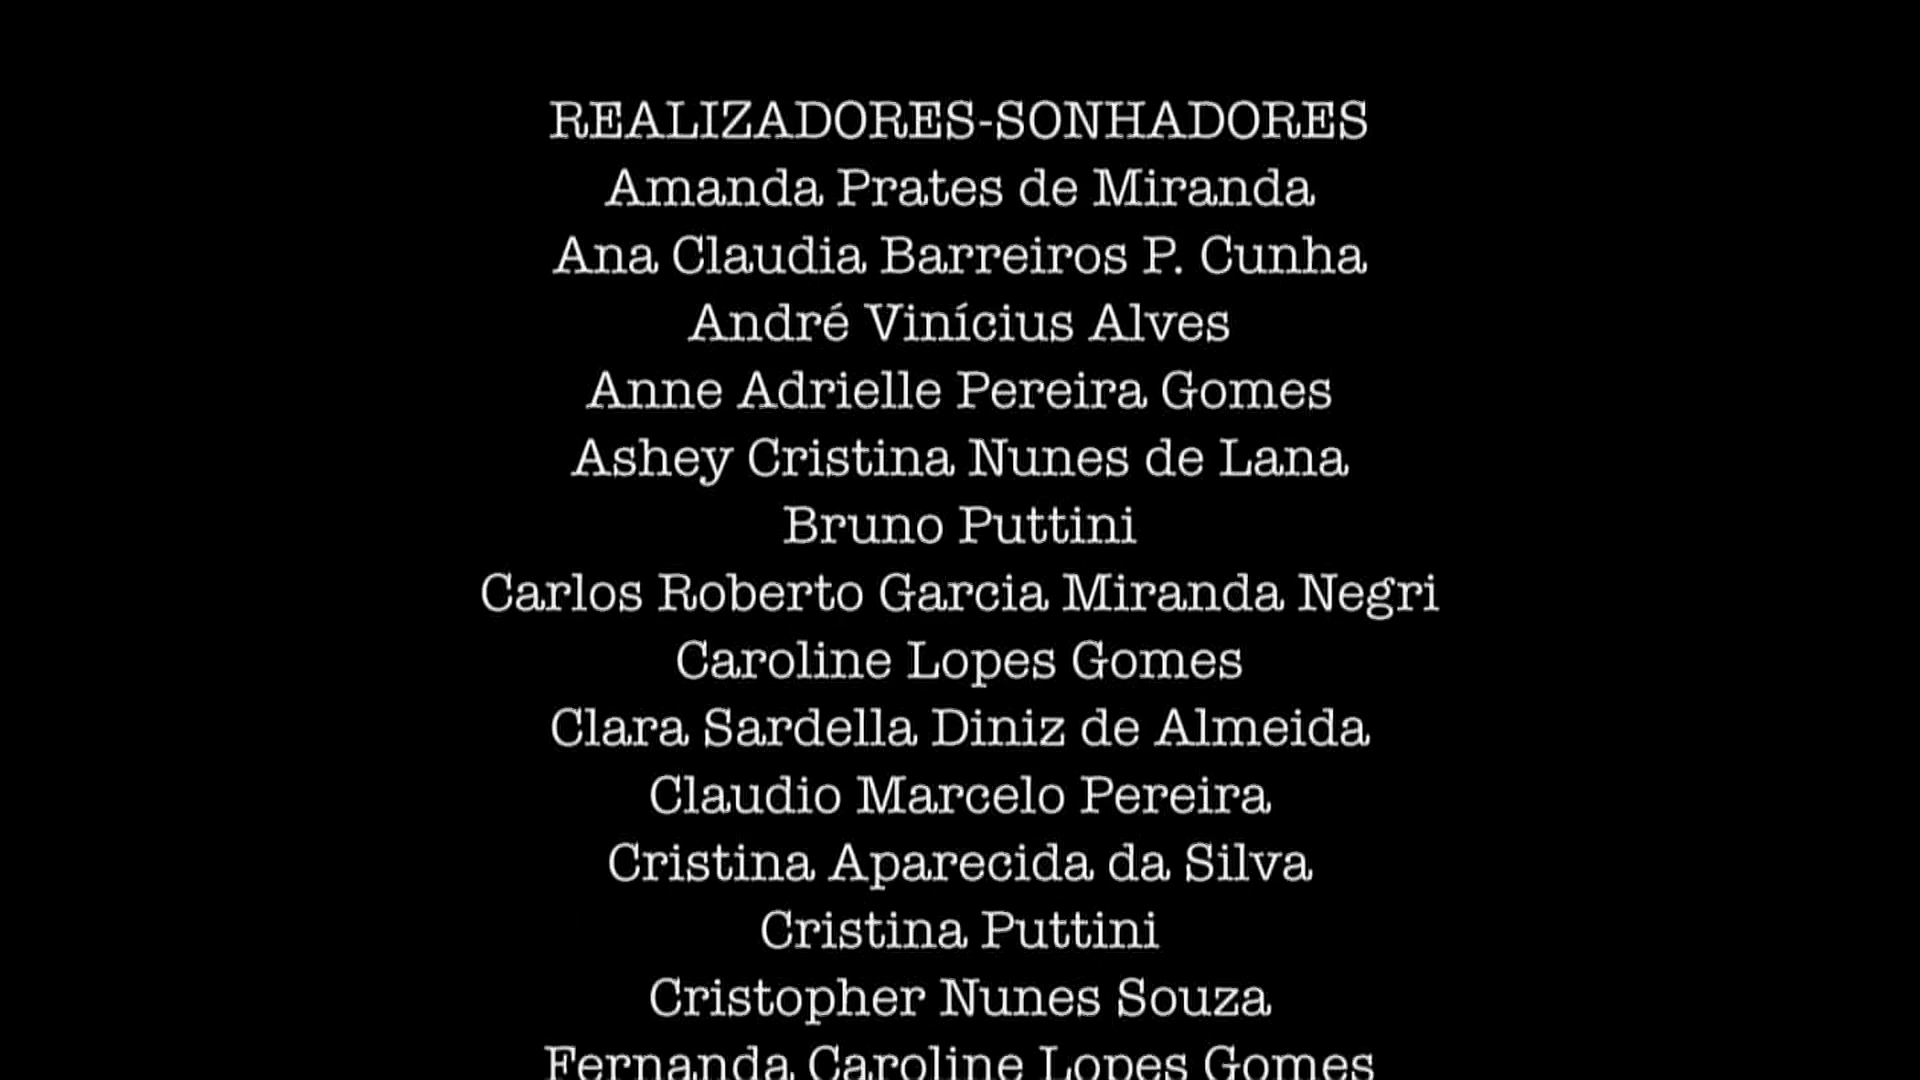 REALIZADORES-SONHADORES
Amanda Prates de Miranda
Ana Claudia Barreiros P. Cunha
André Vinícius Alves
Anne Adrielle Pereira Gomes
Ashey Cristina Nunes de Lana
Bruno Puttini
Carlos Roberto Garcia Miranda Negri
Caroline Lopes Gomes
Clara Sardella Diniz de Almeida
Claudio Marcelo Pereira
Cristina Aparecida da Silva
Cristina Puttini
Cristopher Nunes Souza
Fernanda Caroline Lopes Gomes